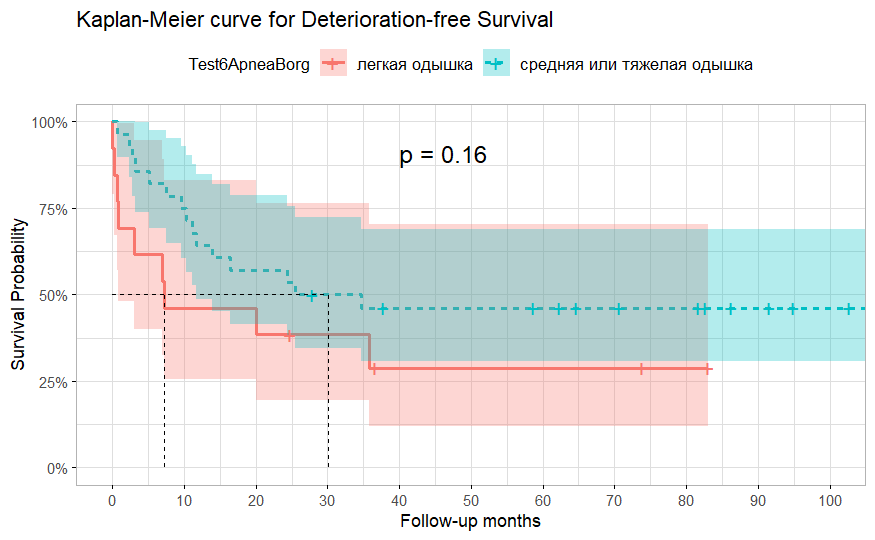 Kaplan-Meier curve for Deterioration-free Survival
Test6ApneaBorg легкая одышка средняя или тяжелая одышка
100%
p = 0.16
75%
50%
25%
0%
Survival Probability
0 10 20 30 40 50 60 70 80 90 100
Follow-up months